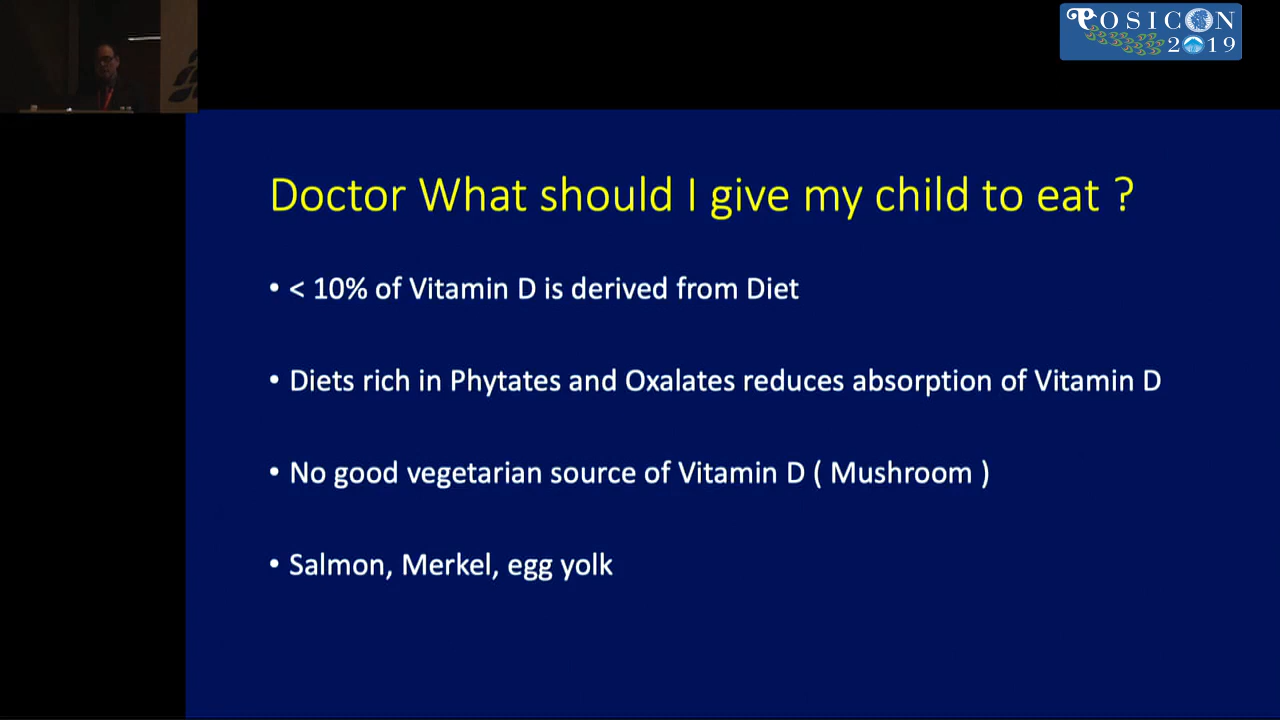 POSICON
2019
Doctor What should I give my child to eat ?
• < 10% of Vitamin D is derived from Diet
• Diets rich in Phytates and Oxalates reduces absorption of Vitamin D
• No good vegetarian source of Vitamin D ( Mushroom )
• Salmon, Merkel, egg yolk